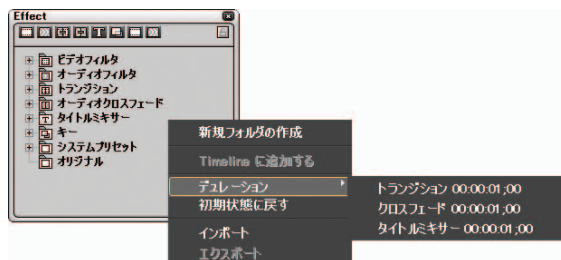 Effect
ビデオフィルタ
オーディオフィルタ
トランジション
オーディオクロスフェード
タイトルミキサー
キー
システムプリセット
オリジナル
新規フォルダの作成
Timeline に追加する
デュレーション
初期状態に戻す
インポート
エクスポート
トランジション 00:00:01;00
クロスフェード 00:00:01;00
タイトルミキサー 00:00:01;00